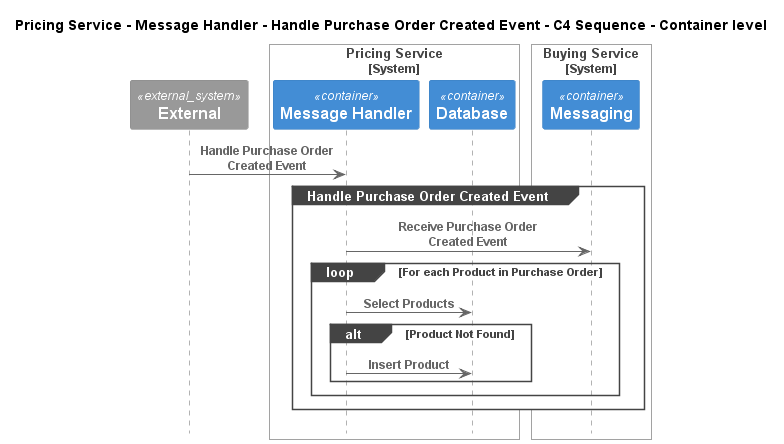 Pricing Service - Message Handler - Handle Purchase Order Created Event - C4 Sequence - Container level
Pricing Service
[System]
Buying Service
[System]
«external_system»
External
«container»
Message Handler
«container»
Database
«container»
Messaging
Handle Purchase Order
Created Event
Handle Purchase Order Created Event
Receive Purchase Order
Created Event
loop [For each Product in Purchase Order]
Select Products
alt [Product Not Found]
Insert Product